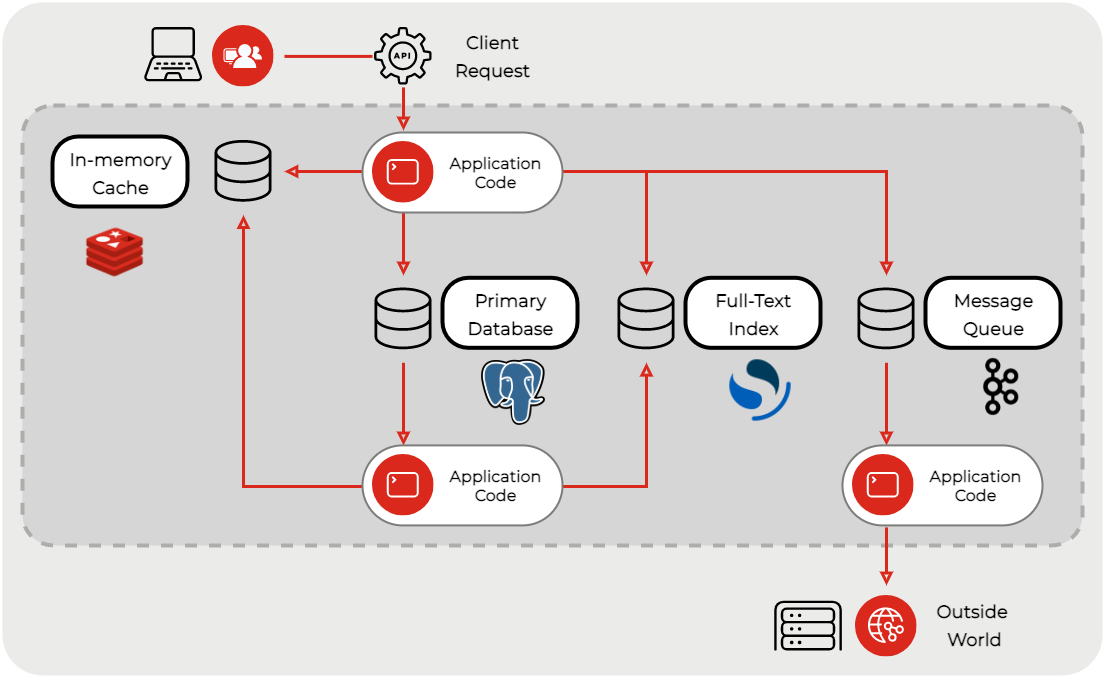 API
Client
Request
In-memory
Cache
Application
Code
Primary
Database
Full-Text
Index
Message
Queue
Application
Code
Application
Code
Outside
World